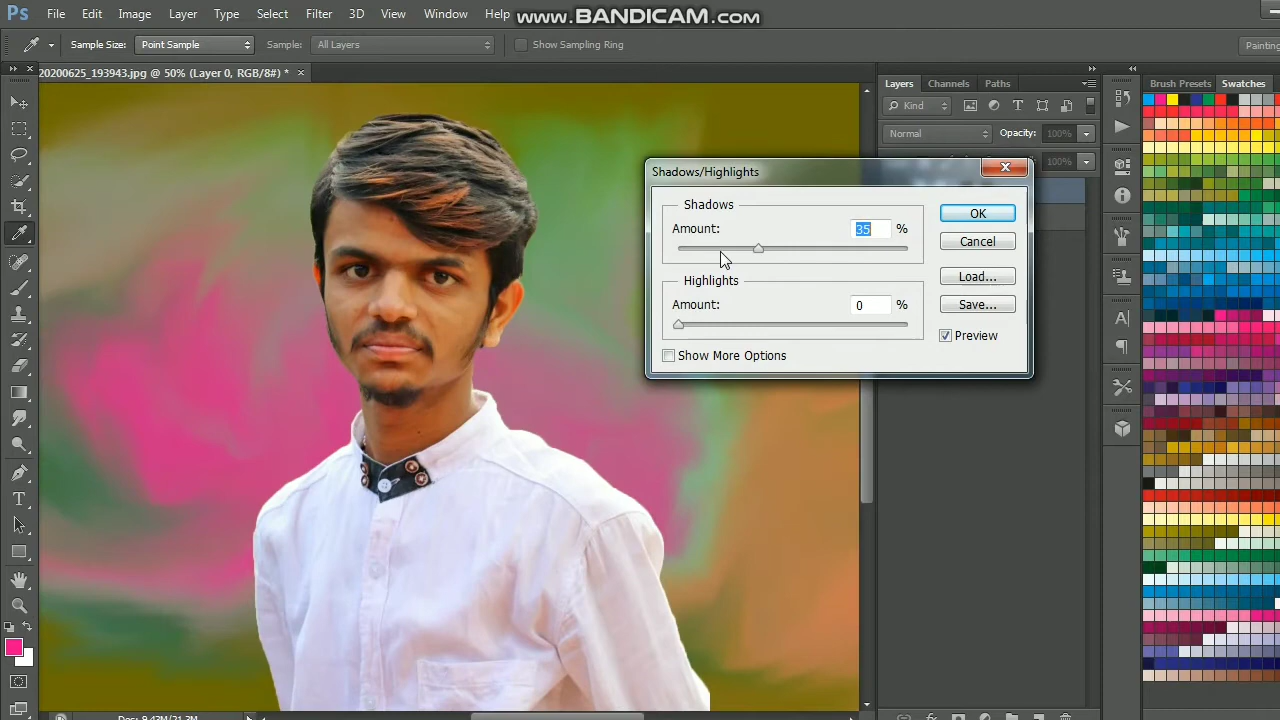 Ps File Edit Image Layer Type Select Filter 3D View Window Help www.BANDICAM.com
Sample Size: Point Sample Sample: All Layers Show Sampling Ring Painting
20200625_193943.jpg @ 50% (Layer 0, RGB/8#) * ×
Layers Channels Paths
Brush Presets Swatches
Kind
Normal Opacity: 100%
100%
Shadows/Highlights
Shadows
Amount: 35 %
Highlights
Amount: 0 %
Show More Options
OK
Cancel
Load...
Save...
Preview
Doc: 9.43M/21.3M